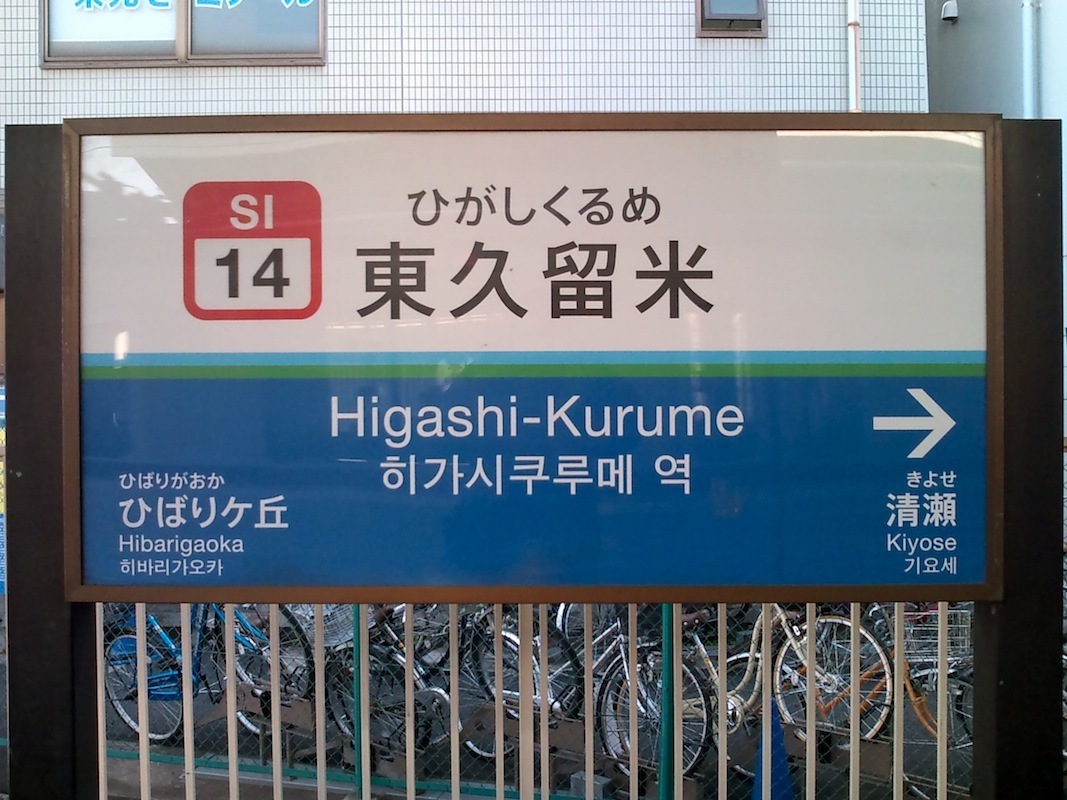 SI
14
ひがしくるめ
東久留米
Higashi-Kurume
히가시쿠루메 역
ひばりがおか
ひばりケ丘
Hibarigaoka
히바리가오카
きよせ
清瀬
Kiyose
기요세